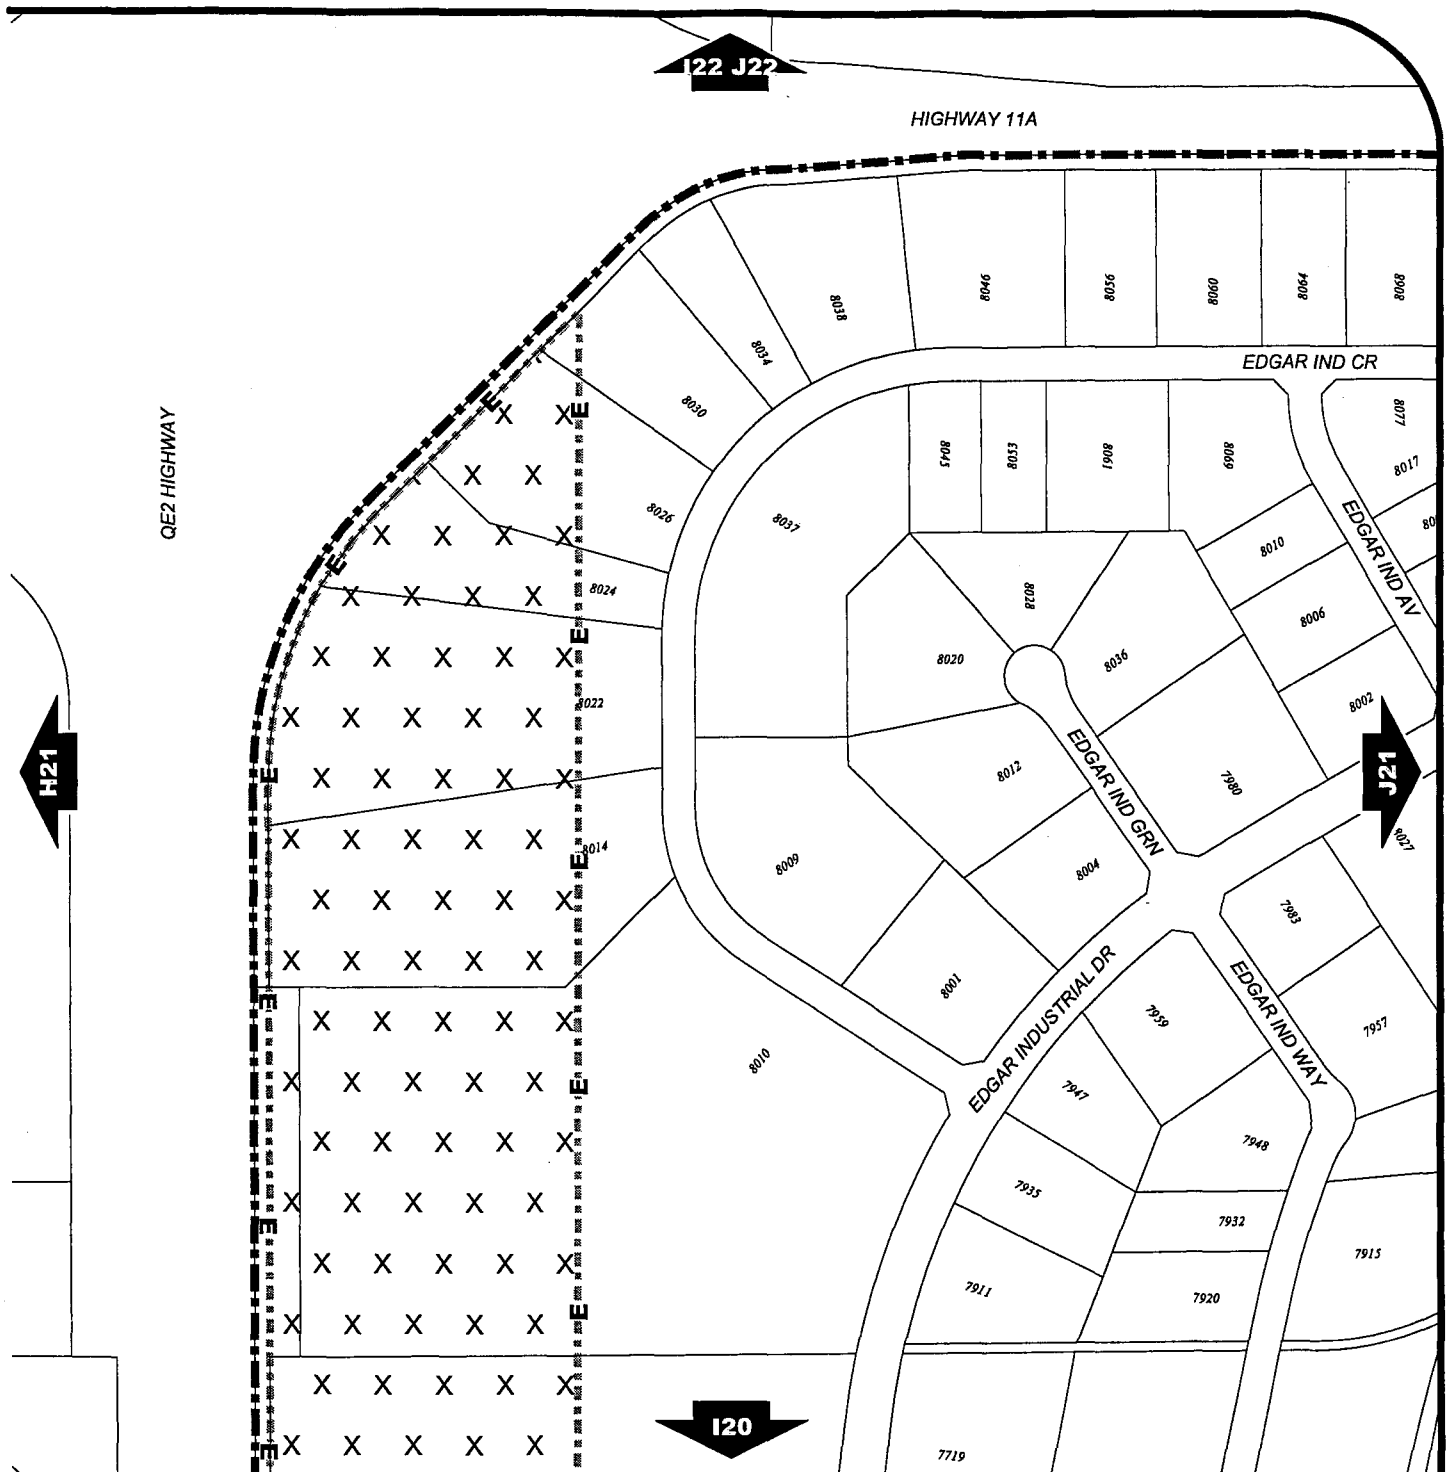 I22 J22
HIGHWAY 11A
8038
8046
8056
8060
8064
8068
8034
EDGAR IND CR
8030
QE2 HIGHWAY
E
X X E
8045
8053
8061
8069
8077
8017
X X
8026
8037
EDGAR IND AV
X X X X
8010
E
8024
8028
X X X X
8006
E
8020
8036
X X X X X
8022
8002
X X X X X
H21
E
X X X X X
EDGAR IND GRN
8012
7980
J21
8027
X X X X X
E
8014
8009
8004
X X X X X
7983
X X X X X
8001
EDGAR INDUSTRIAL DR
EDGAR IND WAY
E
X X X X X
7959
7957
8010
X X X X X
E
7947
X X X X X
7948
7935
X X X X X
E
7932
7915
X X X X X
7911
7920
X X X X X
E
X X X X X
I20
E
X X X X X
7719